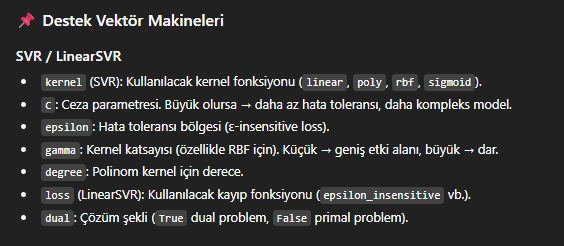 📌 Destek Vektör Makineleri
SVR / LinearSVR
• kernel (SVR): Kullanılacak kernel fonksiyonu ( linear , poly , rbf , sigmoid ).
• C : Ceza parametresi. Büyük olursa → daha az hata toleransı, daha kompleks model.
• epsilon : Hata toleransı bölgesi (ε-insensitive loss).
• gamma : Kernel katsayısı (özellikle RBF için). Küçük → geniş etki alanı, büyük → dar.
• degree : Polinom kernel için derece.
• loss (LinearSVR): Kullanılacak kayıp fonksiyonu ( epsilon_insensitive vb.).
• dual : Çözüm şekli ( True dual problem, False primal problem).